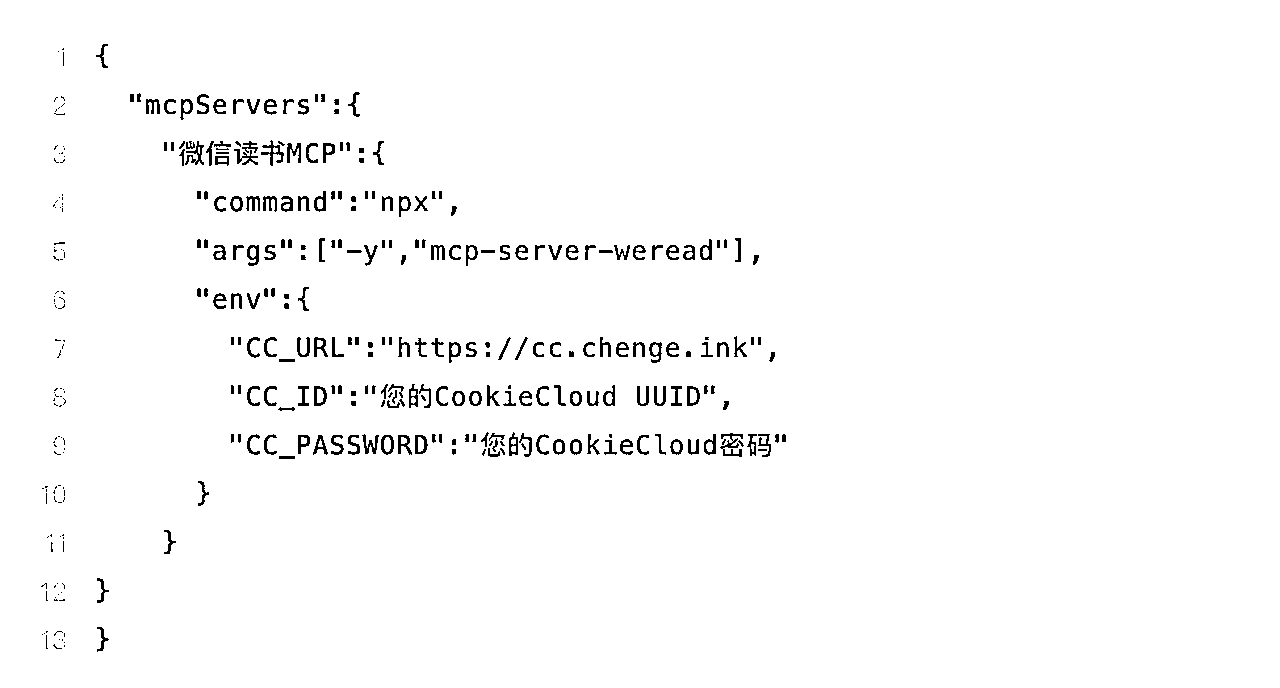 1 {
2   "mcpServers":{
3     "微信读书MCP":{
4       "command":"npx",
5       "args":["-y","mcp-server-weread"],
6       "env":{
7         "CC_URL":"https://cc.chenge.ink",
8         "CC_ID":"您的CookieCloud UUID",
9         "CC_PASSWORD":"您的CookieCloud密码"
10       }
11     }
12 }
13 }